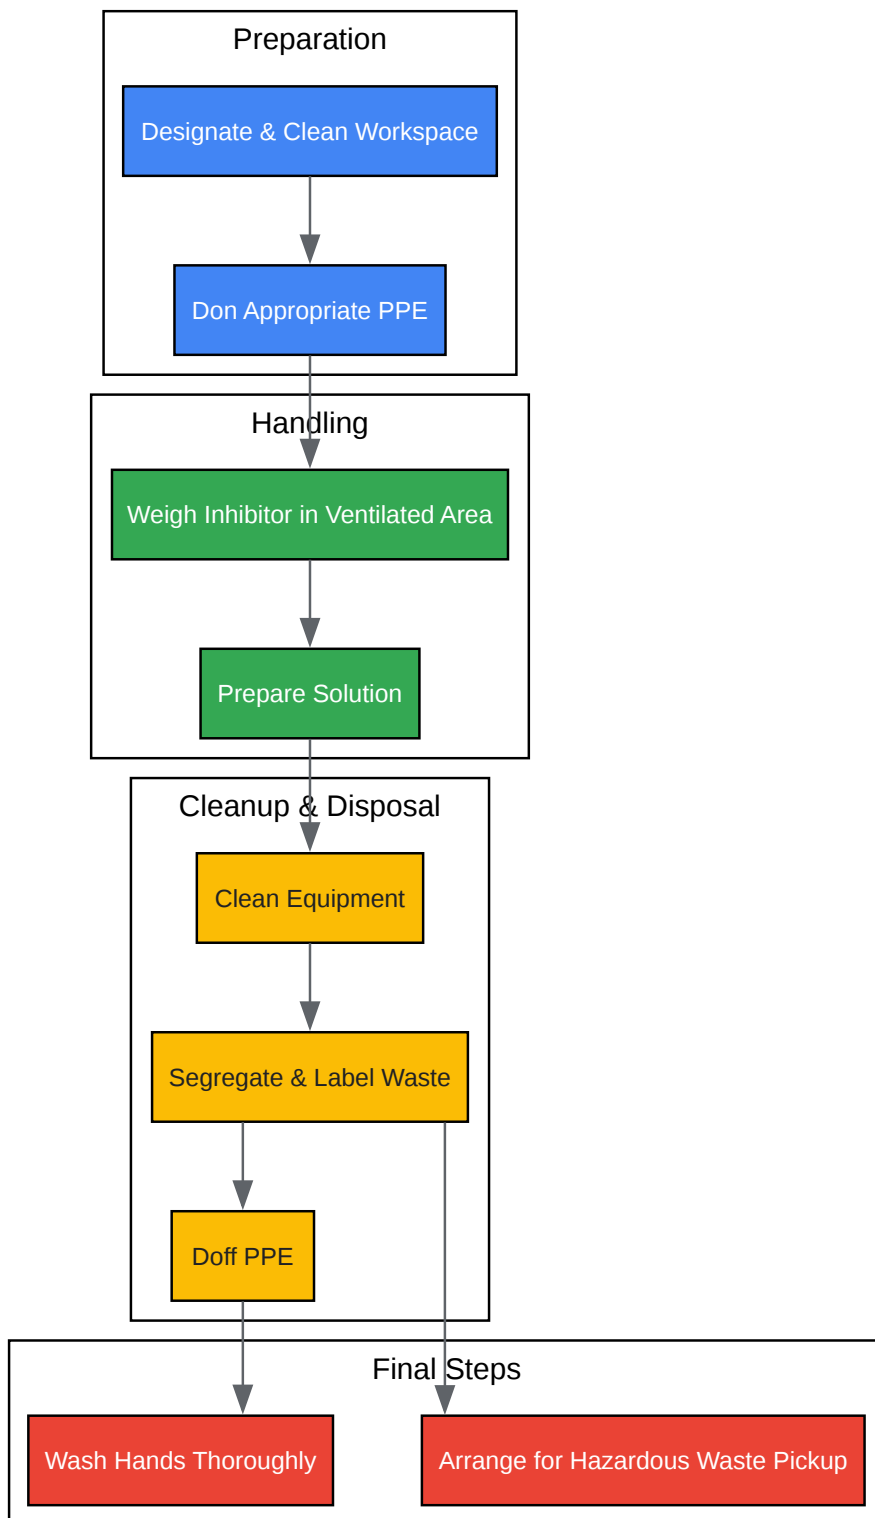 Preparation
Designate & Clean Workspace
Don Appropriate PPE
Handling
Weigh Inhibitor in Ventilated Area
Prepare Solution
Cleanup & Disposal
Clean Equipment
Segregate & Label Waste
Doff PPE
Final Steps
Wash Hands Thoroughly
Arrange for Hazardous Waste Pickup